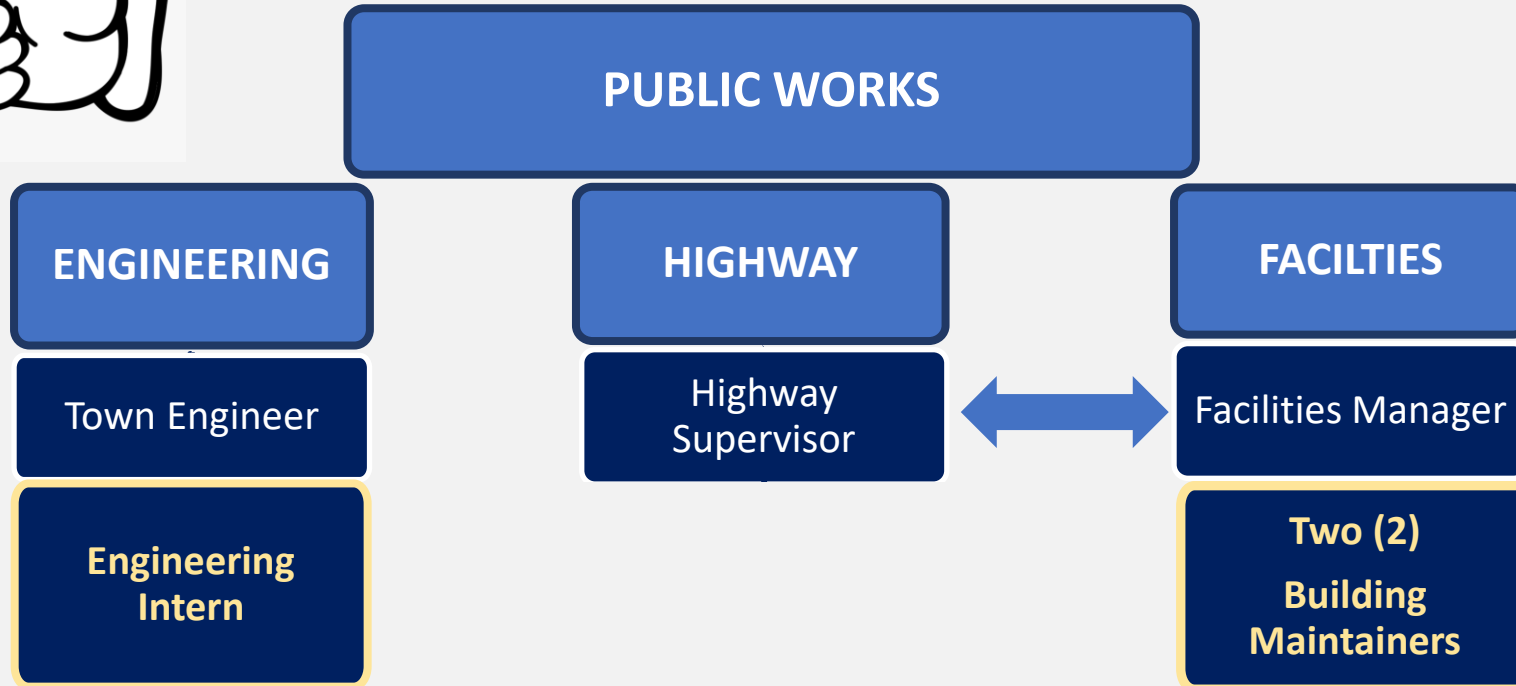 PUBLIC WORKS
ENGINEERING
HIGHWAY
FACILTIES
Town Engineer
Highway
Supervisor
Facilities Manager
Engineering
Intern
Two (2)
Building
Maintainers